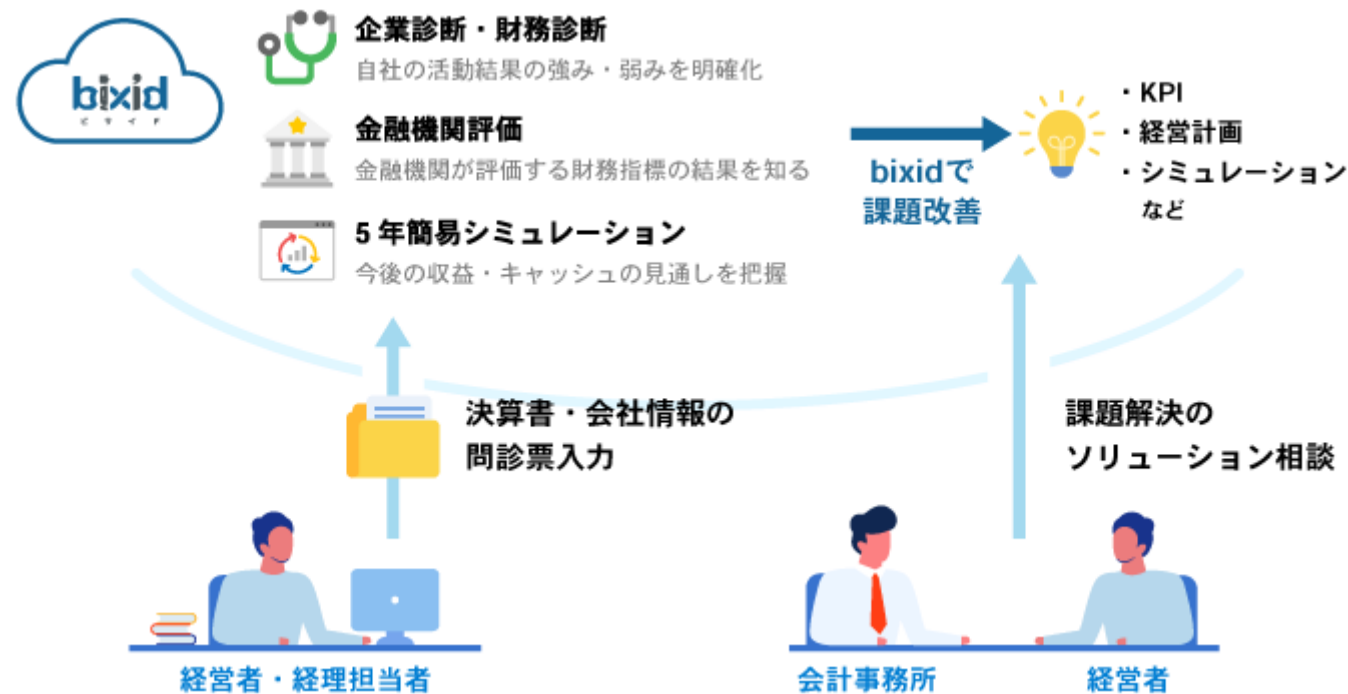 bixid
ビサイド
企業診断・財務診断
自社の活動結果の強み・弱みを明確化
金融機関評価
金融機関が評価する財務指標の結果を知る
5年簡易シミュレーション
今後の収益・キャッシュの見通しを把握
bixidで
課題改善
・KPI
・経営計画
・シミュレーション
など
決算書・会社情報の
問診票入力
課題解決の
ソリューション相談
経営者・経理担当者
会計事務所
経営者